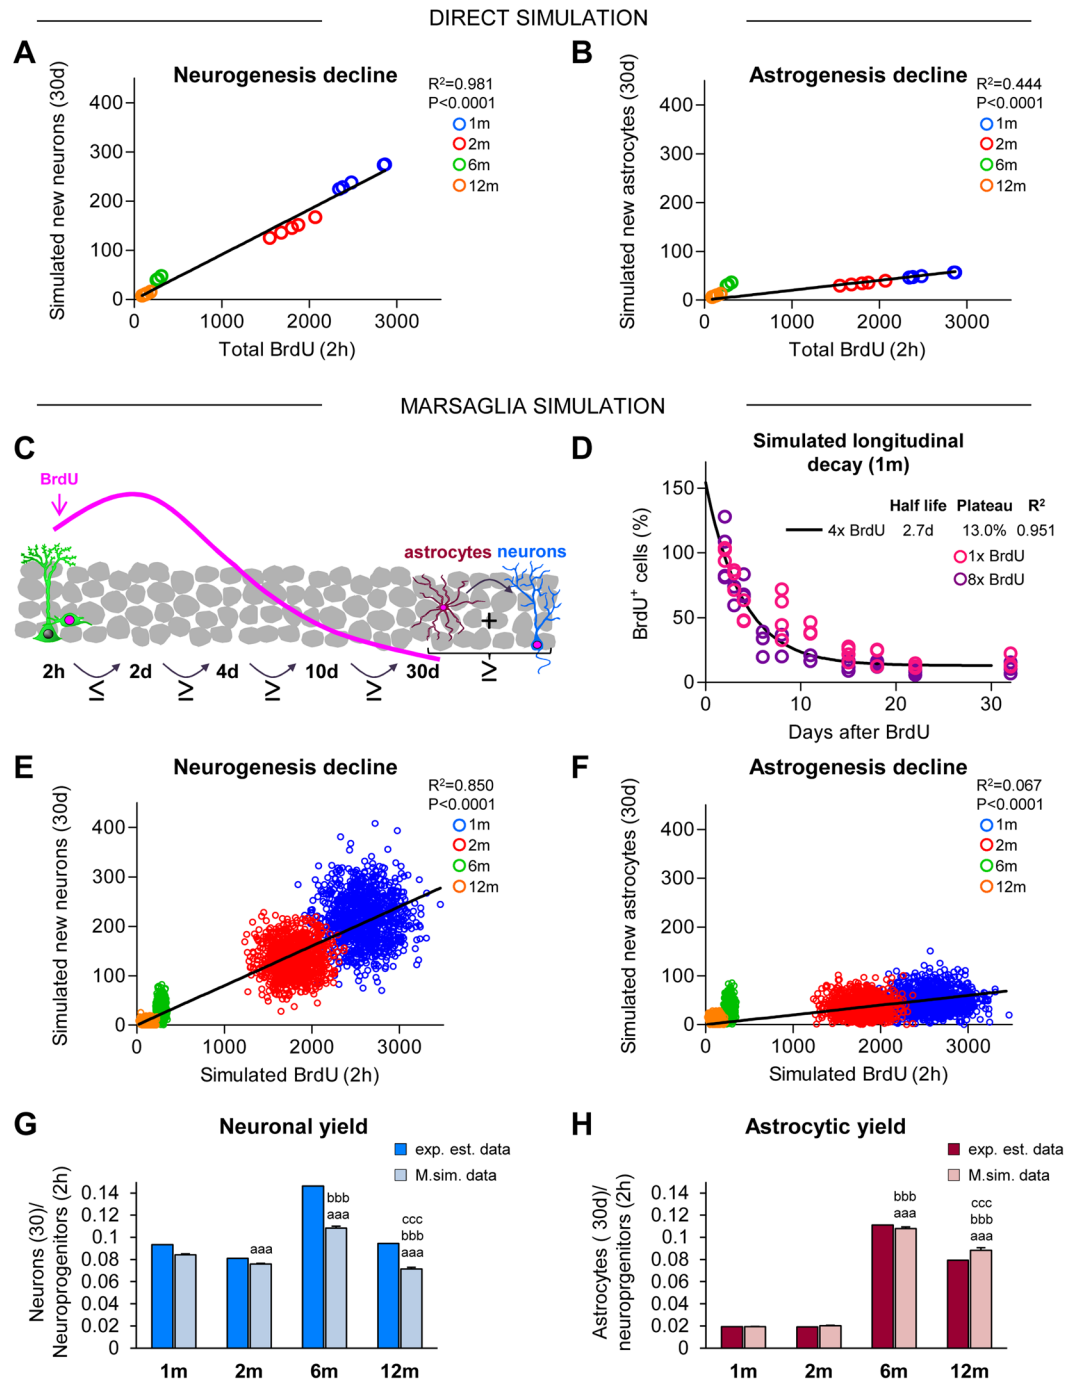 DIRECT SIMULATION
A
Neurogenesis decline
R²=0.981
P<0.0001
1m
2m
6m
12m
Simulated new neurons (30d)
400
300
200
100
0
0 1000 2000 3000
Total BrdU (2h)
B
Astrogenesis decline
R²=0.444
P<0.0001
1m
2m
6m
12m
Simulated new astrocytes (30d)
400
300
200
100
0
0 1000 2000 3000
Total BrdU (2h)
MARSAGLIA SIMULATION
C
BrdU
astrocytes neurons
+
2h 2d 4d 10d 30d
≤ ≥ ≥ ≥ ≥
D
Simulated longitudinal
decay (1m)
Half life Plateau R²
4x BrdU 2.7d 13.0% 0.951
1x BrdU
8x BrdU
BrdU⁺ cells (%)
150
100
50
0
0 10 20 30
Days after BrdU
E
Neurogenesis decline
R²=0.850
P<0.0001
1m
2m
6m
12m
Simulated new neurons (30d)
400
300
200
100
0
0 1000 2000 3000
Simulated BrdU (2h)
F
Astrogenesis decline
R²=0.067
P<0.0001
1m
2m
6m
12m
Simulated new astrocytes (30d)
400
300
200
100
0
0 1000 2000 3000
Simulated BrdU (2h)
G
Neuronal yield
exp. est. data
M.sim. data
Neurons (30)/
Neuroprogenitors (2h)
0.14
0.12
0.1
0.08
0.06
0.04
0.02
0
aaa
bbb
aaa
ccc
bbb
aaa
1m 2m 6m 12m
H
Astrocytic yield
exp. est. data
M.sim. data
Astrocytes ( 30d)/
neuroprgenitors (2h)
0.14
0.12
0.1
0.08
0.06
0.04
0.02
0
bbb
aaa
ccc
bbb
aaa
1m 2m 6m 12m